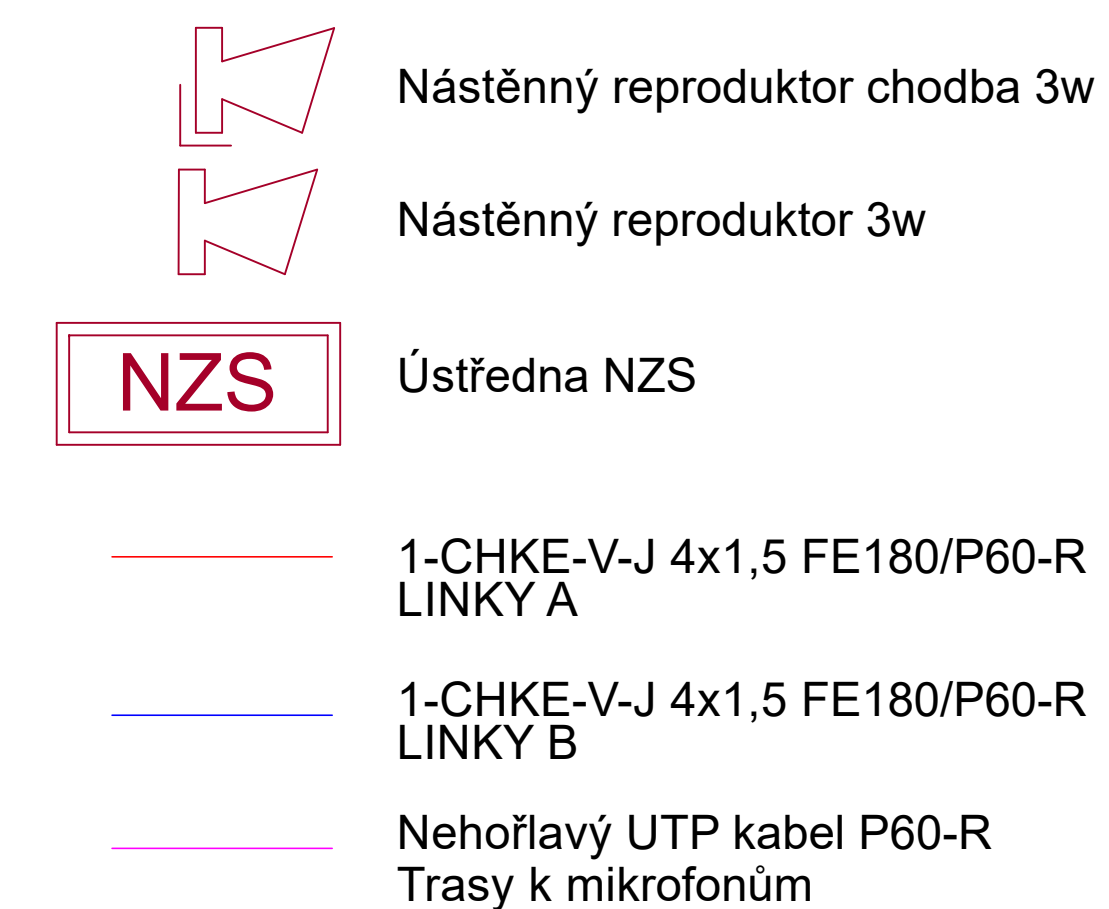 Nástěnný reproduktor chodba 3w
Nástěnný reproduktor 3w
NZS
Ústředna NZS
1-CHKE-V-J 4x1,5 FE180/P60-R
LINKY A
1-CHKE-V-J 4x1,5 FE180/P60-R
LINKY B
Nehořlavý UTP kabel P60-R
Trasy k mikrofonům